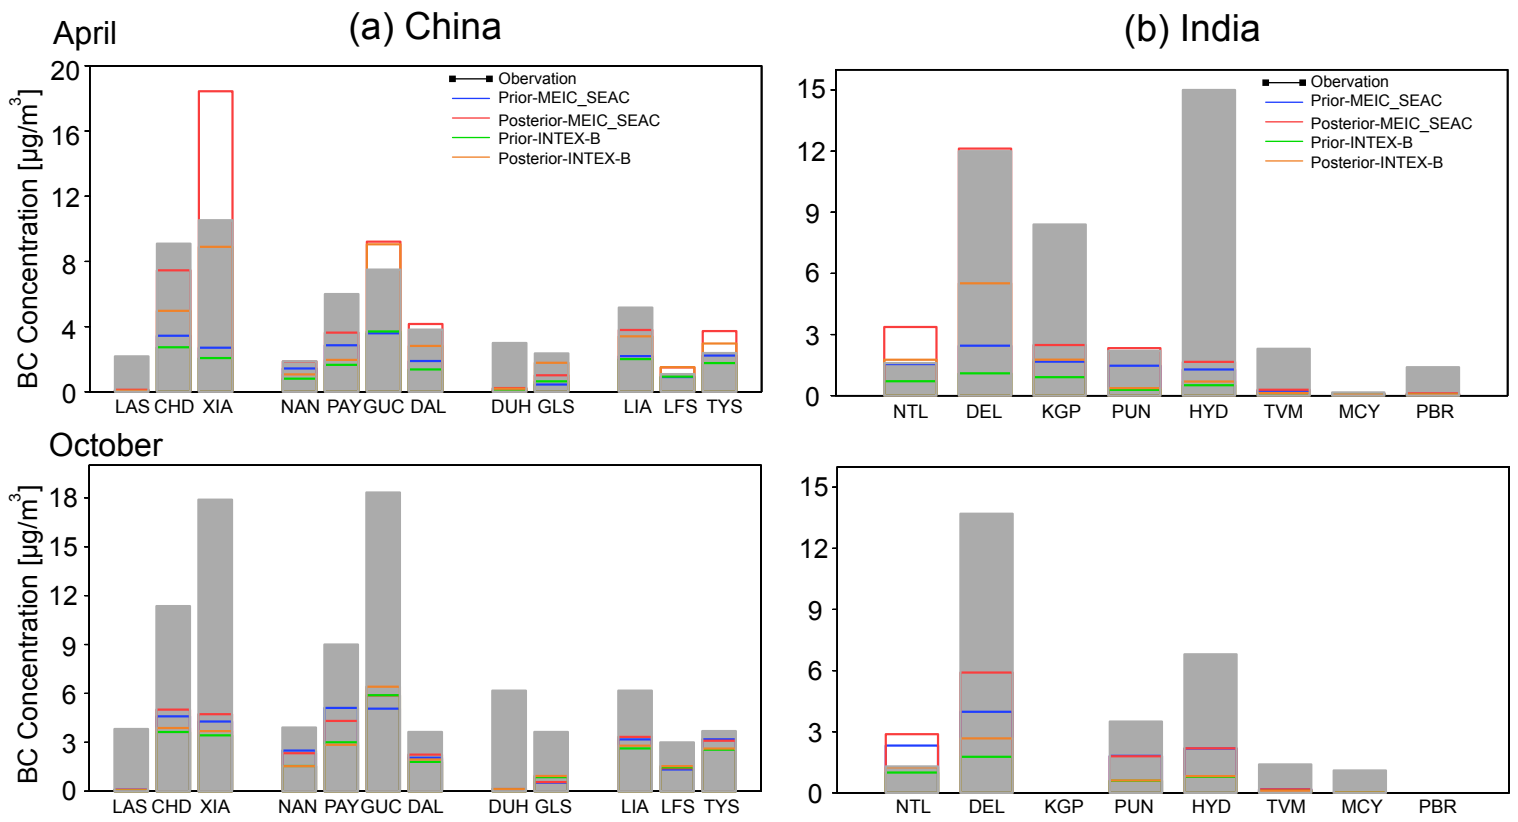 (a) China
(b) India
April
BC Concentration [µg/m³]
20
16
12
8
4
0
Obervation
Prior-MEIC_SEAC
Posterior-MEIC_SEAC
Prior-INTEX-B
Posterior-INTEX-B
LAS CHD XIA NAN PAY GUC DAL DUH GLS LIA LFS TYS
15
12
9
6
3
0
Obervation
Prior-MEIC_SEAC
Posterior-MEIC_SEAC
Prior-INTEX-B
Posterior-INTEX-B
NTL DEL KGP PUN HYD TVM MCY PBR
October
BC Concentration [µg/m³]
18
15
12
9
6
3
0
LAS CHD XIA NAN PAY GUC DAL DUH GLS LIA LFS TYS
15
12
9
6
3
0
NTL DEL KGP PUN HYD TVM MCY PBR